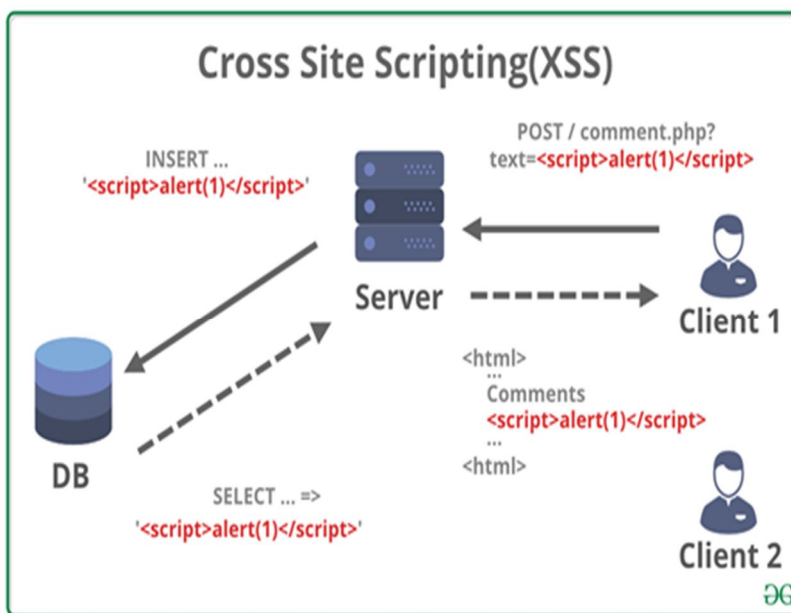 Cross Site Scripting(XSS)
POST / comment.php?
text=<script>alert(1)</script>
INSERT ...
'<script>alert(1)</script>'
Server
Client 1
<html>
...
Comments
<script>alert(1)</script>
...
<html>
DB
SELECT ... =>
'<script>alert(1)</script>'
Client 2